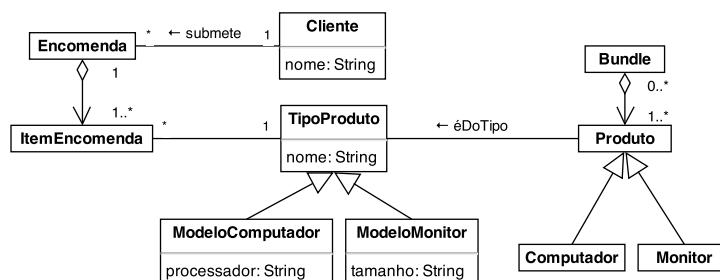 Cliente
nome: String
Encomenda
* ← submete 1
1
1..*
ItemEncomenda
* 1
TipoProduto
nome: String
← éDoTipo
Bundle
0..*
1..*
Produto
ModeloComputador
processador: String
ModeloMonitor
tamanho: String
Computador
Monitor